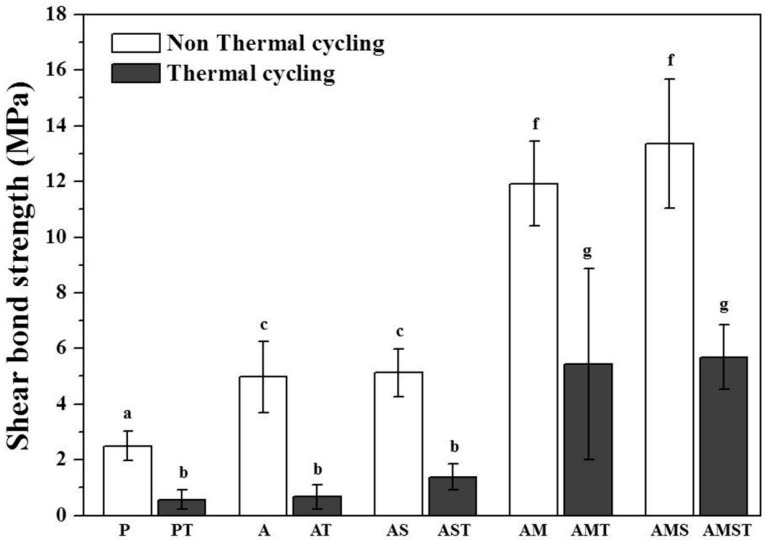 18
16
14
12
10
8
6
4
2
0
Shear bond strength (MPa)
Non Thermal cycling
Thermal cycling
a
b
c
b
c
b
f
g
f
g
P PT A AT AS AST AM AMT AMS AMST